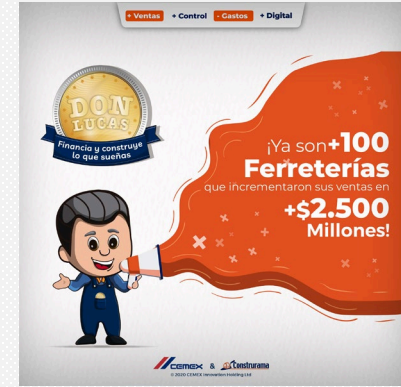 + Ventas + Control - Gastos + Digital
DON
LUCAS
Financia y construye
lo que sueñas
¡Ya son +100
Ferreterías
que incrementaron sus ventas en
+$2.500
Millones!
CEMEX & Construrama
© 2020 CEMEX Innovation Holding Ltd